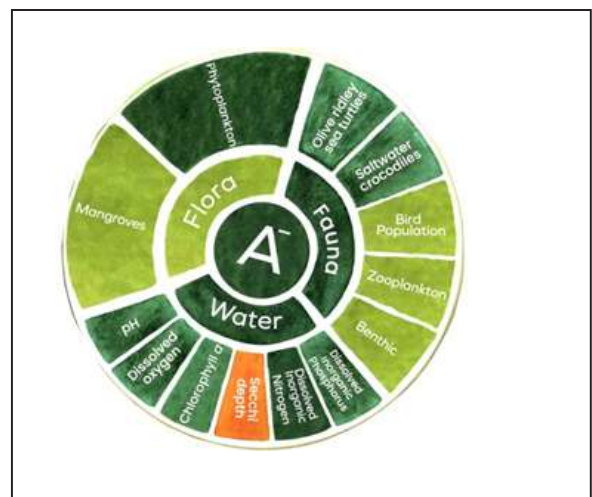 A-
Flora
Fauna
Water
Phytoplankton
Mangroves
Olive ridley
sea turtles
Saltwater
crocodiles
Bird
Population
Zooplankton
Benthic
Dissolved
Inorganic
Phosphorus
Dissolved
Inorganic
Nitrogen
Secchi
depth
Chlorophyll a
Dissolved
oxygen
pH